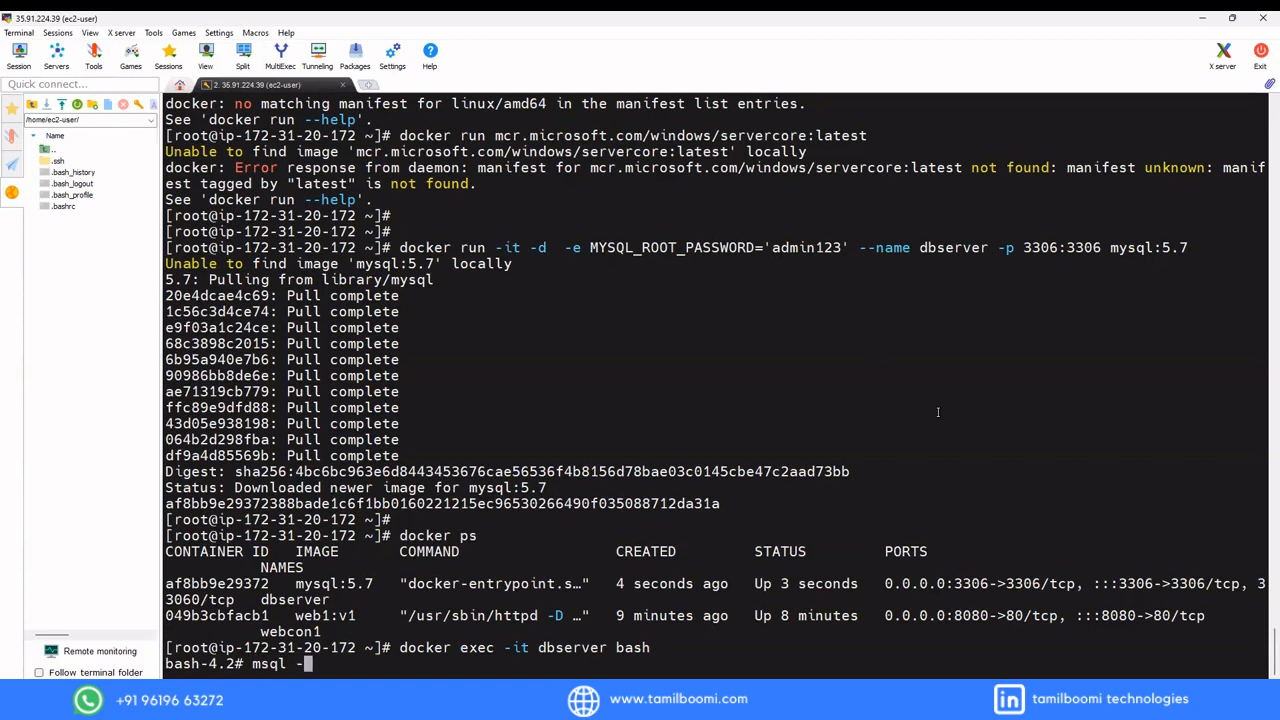 35.91.224.39 (ec2-user)
Terminal Sessions View X server Tools Games Settings Macros Help
Session Servers Tools Games Sessions View Split MultiExec Tunneling Packages Settings Help X server Exit
Quick connect...
2. 35.91.224.39 (ec2-user)
/home/ec2-user/
Name
..
.ssh
.bash_history
.bash_logout
.bash_profile
.bashrc
Remote monitoring
Follow terminal folder
docker: no matching manifest for linux/amd64 in the manifest list entries.
See 'docker run --help'.
[root@ip-172-31-20-172 ~]# docker run mcr.microsoft.com/windows/servercore:latest
Unable to find image 'mcr.microsoft.com/windows/servercore:latest' locally
docker: Error response from daemon: manifest for mcr.microsoft.com/windows/servercore:latest not found: manifest unknown: manif
est tagged by "latest" is not found.
See 'docker run --help'.
[root@ip-172-31-20-172 ~]#
[root@ip-172-31-20-172 ~]#
[root@ip-172-31-20-172 ~]# docker run -it -d  -e MYSQL_ROOT_PASSWORD='admin123' --name dbserver -p 3306:3306 mysql:5.7
Unable to find image 'mysql:5.7' locally
5.7: Pulling from library/mysql
20e4dcae4c69: Pull complete
1c56c3d4ce74: Pull complete
e9f03a1c24ce: Pull complete
68c3898c2015: Pull complete
6b95a940e7b6: Pull complete
90986bb8de6e: Pull complete
ae71319cb779: Pull complete
ffc89e9dfd88: Pull complete
43d05e938198: Pull complete
064b2d298fba: Pull complete
df9a4d85569b: Pull complete
Digest: sha256:4bc6bc963e6d8443453676cae56536f4b8156d78bae03c0145cbe47c2aad73bb
Status: Downloaded newer image for mysql:5.7
af8bb9e29372388bade1c6f1bb0160221215ec96530266490f035088712da31a
[root@ip-172-31-20-172 ~]#
[root@ip-172-31-20-172 ~]# docker ps
CONTAINER ID   IMAGE       COMMAND                  CREATED         STATUS         PORTS
NAMES
af8bb9e29372   mysql:5.7   "docker-entrypoint.s…"   4 seconds ago   Up 3 seconds   0.0.0.0:3306->3306/tcp, :::3306->3306/tcp, 3
3060/tcp   dbserver
049b3cbfacb1   web1:v1     "/usr/sbin/httpd -D …"   9 minutes ago   Up 8 minutes   0.0.0.0:8080->80/tcp, :::8080->80/tcp
webcon1
[root@ip-172-31-20-172 ~]# docker exec -it dbserver bash
bash-4.2# msql -
+91 96196 63272 www.tamilboomi.com in tamilboomi technologies